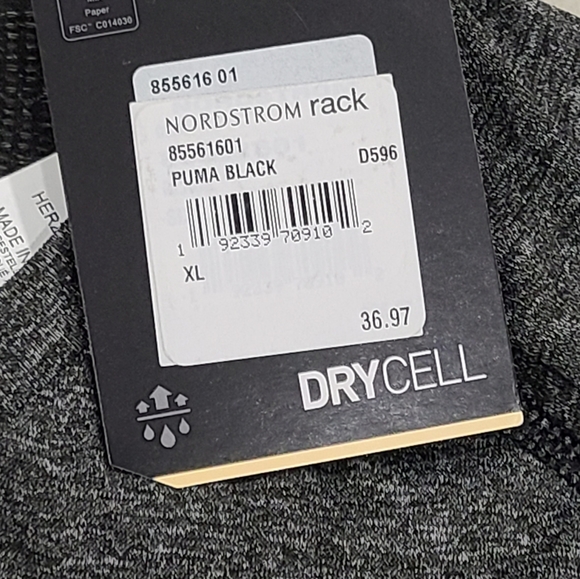 Paper
FSC™ C014030
855616 01
NORDSTROM rack
85561601
D596
PUMA BLACK
1 92339 70910 2
XL
36.97
DRYCELL
MADE IN